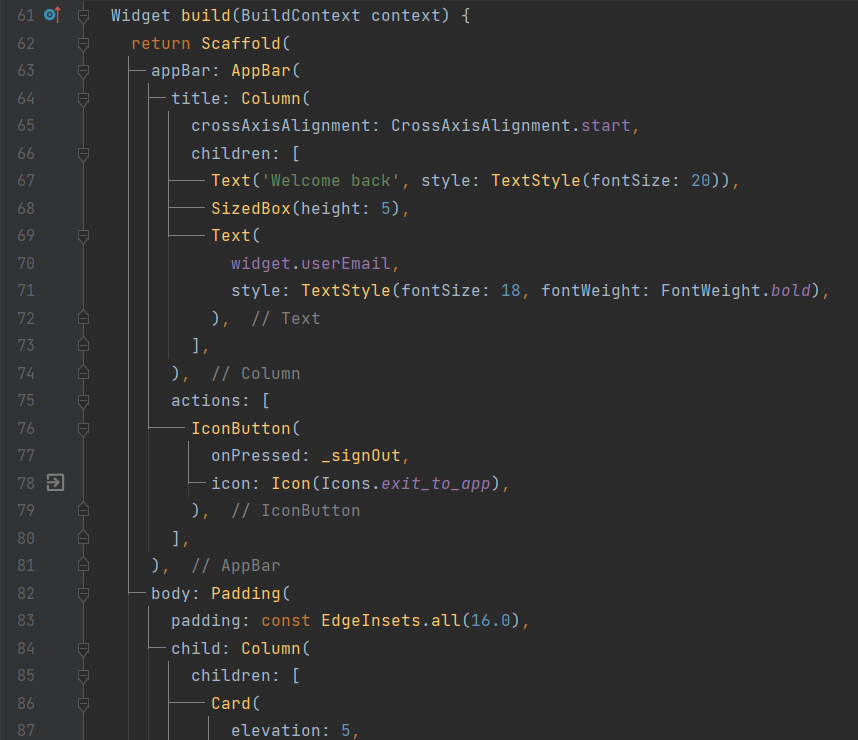 61 Widget build(BuildContext context) {
62 return Scaffold(
63 appBar: AppBar(
64 title: Column(
65 crossAxisAlignment: CrossAxisAlignment.start,
66 children: [
67 Text('Welcome back', style: TextStyle(fontSize: 20)),
68 SizedBox(height: 5),
69 Text(
70 widget.userEmail,
71 style: TextStyle(fontSize: 18, fontWeight: FontWeight.bold),
72 ), // Text
73 ],
74 ), // Column
75 actions: [
76 IconButton(
77 onPressed: _signOut,
78 icon: Icon(Icons.exit_to_app),
79 ), // IconButton
80 ],
81 ), // AppBar
82 body: Padding(
83 padding: const EdgeInsets.all(16.0),
84 child: Column(
85 children: [
86 Card(
87 elevation: 5,